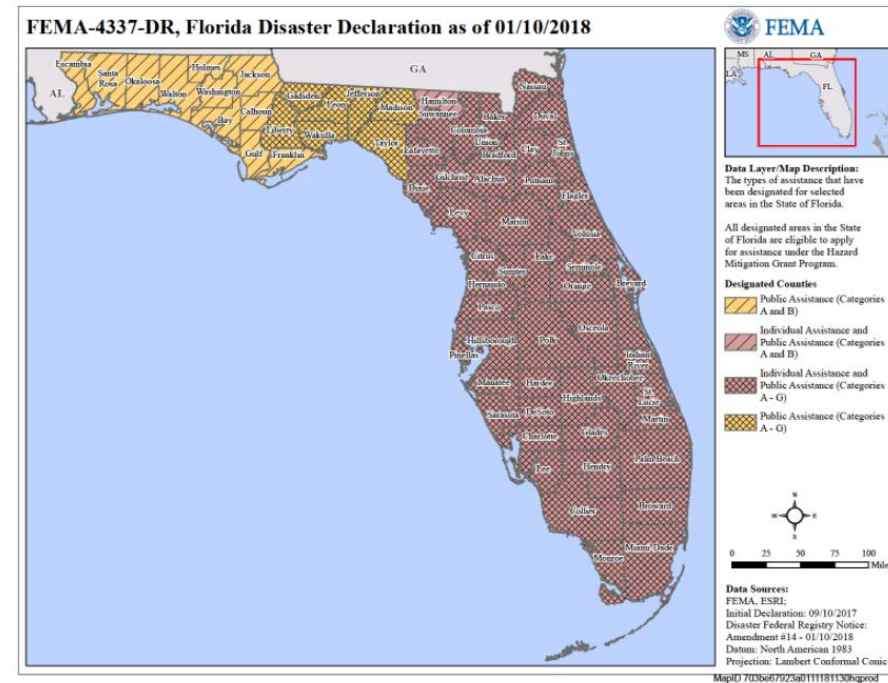 FEMA-4337-DR, Florida Disaster Declaration as of 01/10/2018
FEMA
MS
AL
GA
LA
FL
GA
AL
Escambia
Santa
Rosa
Okaloosa
Walton
Holmes
Washington
Jackson
Bay
Calhoun
Gulf
Liberty
Franklin
Gadsden
Leon
Wakulla
Jefferson
Madison
Taylor
Hamilton
Suwannee
Lafayette
Columbia
Baker
Nassau
Duval
Union
Bradford
Clay
St.
Johns
Dixie
Gilchrist
Alachua
Putnam
Flagler
Levy
Marion
Volusia
Citrus
Sumter
Lake
Seminole
Hernando
Orange
Brevard
Pasco
Osceola
Hillsborough
Pinellas
Polk
Indian
River
Manatee
Hardee
Okeechobee
Highlands
St.
Lucie
Sarasota
DeSoto
Martin
Charlotte
Glades
Lee
Hendry
Palm Beach
Collier
Broward
Monroe
Miami-Dade
Data Layer/Map Description:
The types of assistance that have
been designated for selected
areas in the State of Florida.
All designated areas in the State
of Florida are eligible to apply
for assistance under the Hazard
Mitigation Grant Program.
Designated Counties
Public Assistance (Categories
A and B)
Individual Assistance and
Public Assistance (Categories
A and B)
Individual Assistance and
Public Assistance (Categories
A - G)
Public Assistance (Categories
A - G)
N
W
E
S
0 25 50 75 100
Miles
Data Sources:
FEMA, ESRI;
Initial Declaration: 09/10/2017
Disaster Federal Registry Notice:
Amendment #14 - 01/10/2018
Datum: North American 1983
Projection: Lambert Conformal Conic
MapID 703be67923a0111181130hqprod